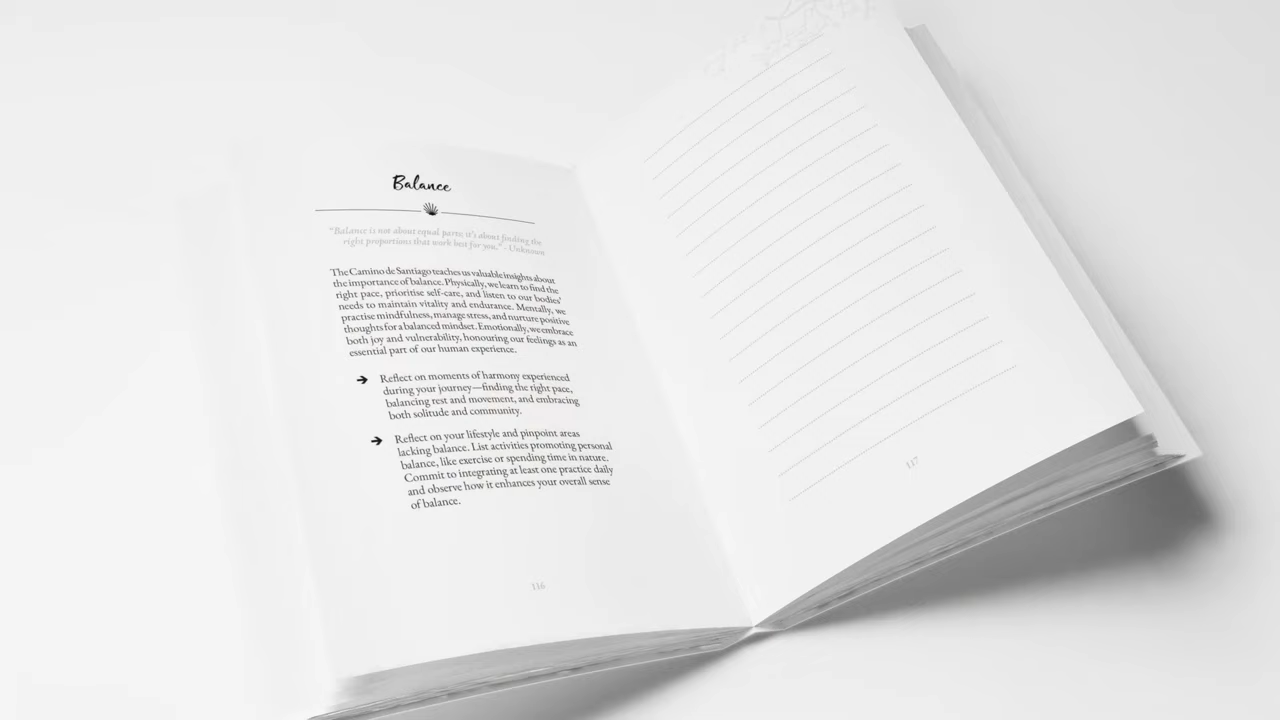 Balance
"Balance is not about equal parts; it's about finding the
right proportions that work best for you." - Unknown
The Camino de Santiago teaches us valuable insights about
the importance of balance. Physically, we learn to find the
right pace, prioritise self-care, and listen to our bodies'
needs to maintain vitality and endurance. Mentally, we
practise mindfulness, manage stress, and nurture positive
thoughts for a balanced mindset. Emotionally, we embrace
both joy and vulnerability, honouring our feelings as an
essential part of our human experience.
➔ Reflect on moments of harmony experienced
during your journey—finding the right pace,
balancing rest and movement, and embracing
both solitude and community.
➔ Reflect on your lifestyle and pinpoint areas
lacking balance. List activities promoting personal
balance, like exercise or spending time in nature.
Commit to integrating at least one practice daily
and observe how it enhances your overall sense
of balance.
116
117